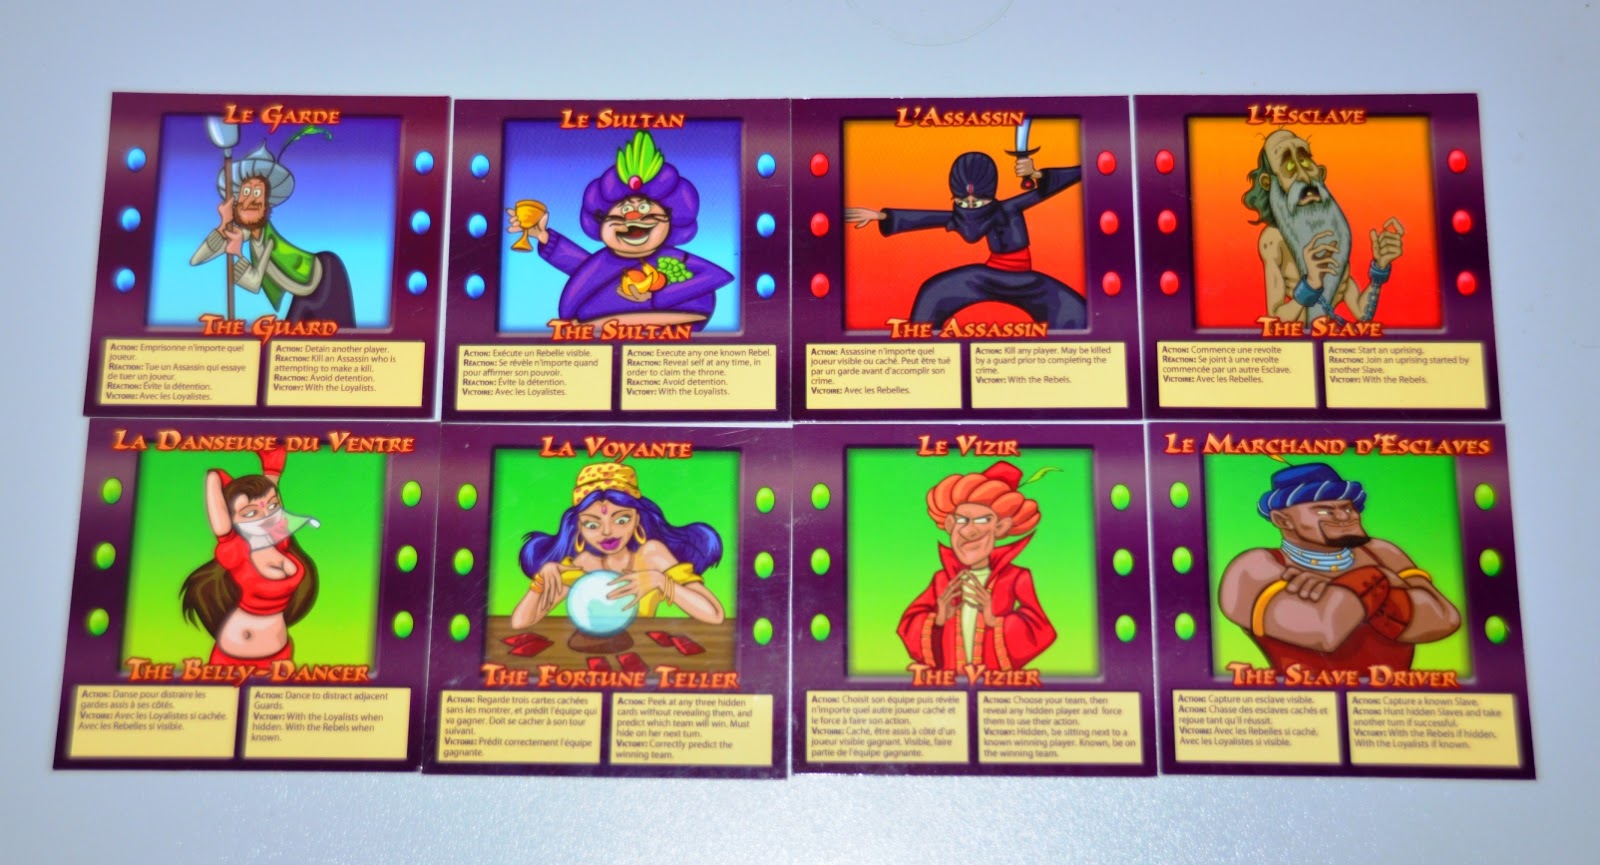 Le Garde
The Guard
Action: Emprisonne n'importe quel
joueur.
Réaction: Tue un Assassin qui essaye
de tuer un joueur.
Réaction: Évite la détention.
Victoire: Avec les Loyalistes.
Action: Detain another player.
Reaction: Kill an Assassin who is
attempting to make a kill.
Reaction: Avoid detention.
Victory: With the Loyalists.
Le Sultan
The Sultan
Action: Exécute un Rebelle visible.
Réaction: Se révèle n'importe quand
pour affirmer son pouvoir.
Réaction: Évite la détention.
Victoire: Avec les Loyalistes.
Action: Execute any one known Rebel.
Reaction: Reveal self at any time, in
order to claim the throne.
Reaction: Avoid detention.
Victory: With the Loyalists.
L'Assassin
The Assassin
Action: Assassine n'importe quel
joueur visible ou caché. Peut être tué
par un garde avant d'accomplir son
crime.
Victoire: Avec les Rebelles.
Action: Kill any player. May be killed
by a guard prior to completing the
crime.
Victory: With the Rebels.
L'Esclave
The Slave
Action: Commence une revolte
Réaction: Se joint à une revolte
commencée par un autre Esclave.
Victoire: Avec les Rebelles.
Action: Start an uprising.
Reaction: Join an uprising started by
another Slave.
Victory: With the Rebels.
La Danseuse du Ventre
The Belly-Dancer
Action: Danse pour distraire les
gardes assis à ses côtés.
Victoire: Avec les Loyalistes si cachée.
Avec les Rebelles si visible.
Action: Dance to distract adjacent
Guards.
Victory: With the Loyalists when
hidden. With the Rebels when
known.
La Voyante
The Fortune Teller
Action: Regarde trois cartes cachées
sans les montrer, et prédit l'équipe qui
va gagner. Doit se cacher à son tour
suivant.
Victoire: Prédit correctement l'équipe
gagnante.
Action: Peek at any three hidden
cards without revealing them, and
predict which team will win. Must
hide on her next turn.
Victory: Correctly predict the
winning team.
Le Vizir
The Vizier
Action: Choisit son équipe puis révèle
n'importe quel autre joueur caché et
le force à faire son action.
Victoire: Caché, être assis à côté d'un
joueur visible gagnant. Visible, faire
partie de l'équipe gagnante.
Action: Choose your team, then
reveal any hidden player and force
them to use their action.
Victory: Hidden, be sitting next to a
known winning player. Known, be on
the winning team.
Le Marchand d'Esclaves
The Slave Driver
Action: Capture un esclave visible.
Action: Chasse des esclaves cachés et
rejoue tant qu'il réussit.
Victoire: Avec les Rebelles si caché.
Avec les Loyalistes si visible.
Action: Capture a known Slave.
Action: Hunt hidden Slaves and take
another turn if successful.
Victory: With the Rebels if hidden.
With the Loyalists if known.